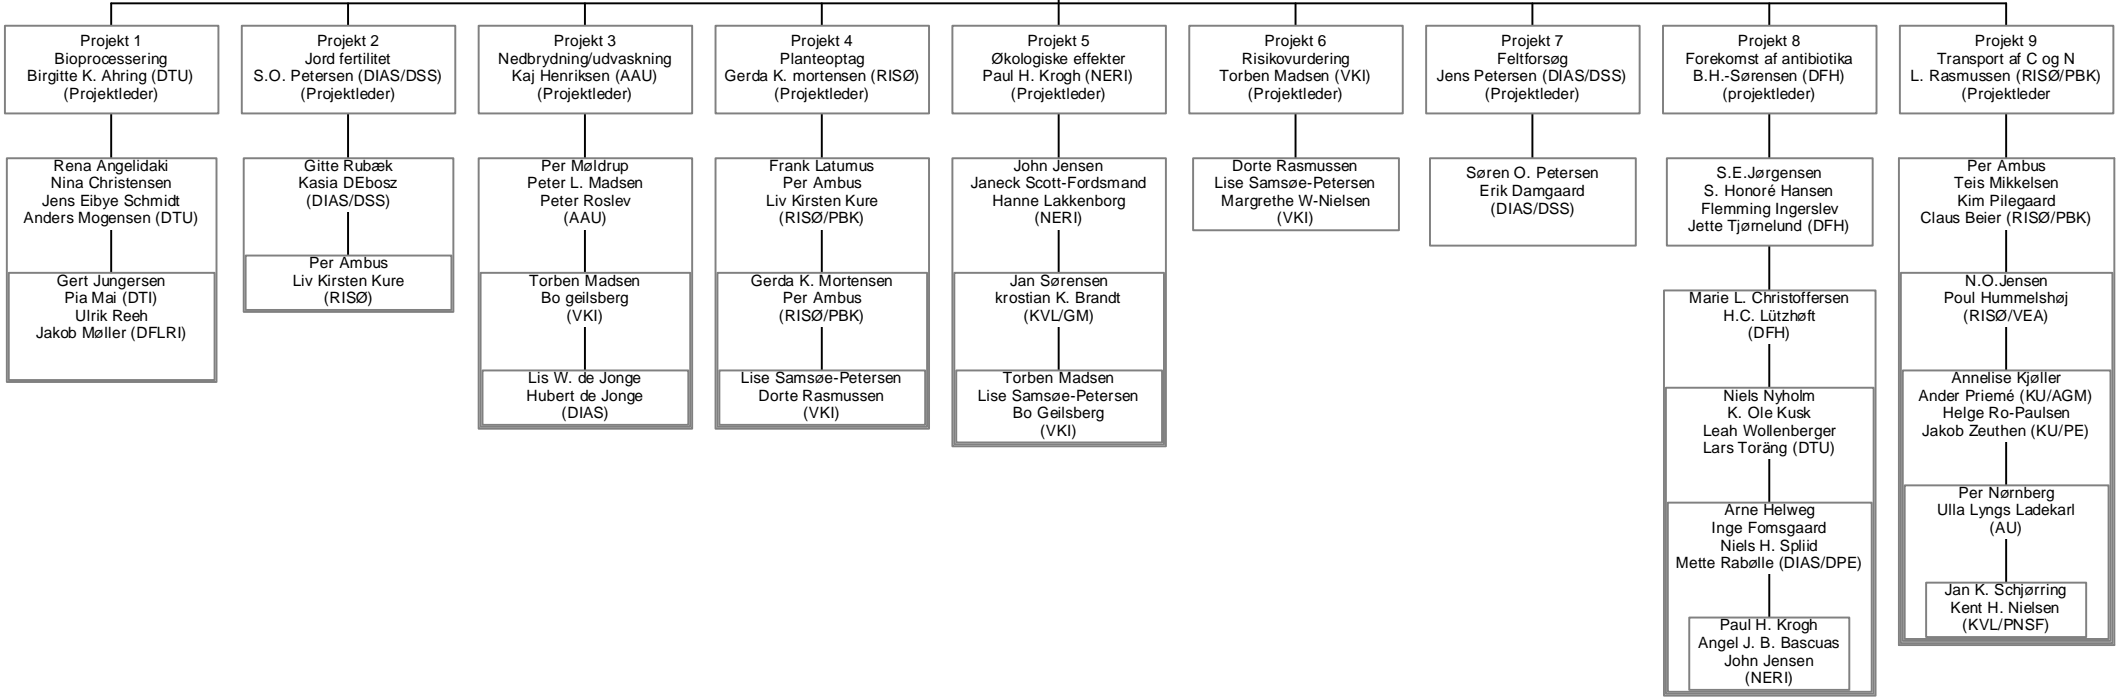 Projekt 1
Bioprocessering
Birgitte K. Ahring (DTU)
(Projektleder)
Rena Angelidaki
Nina Christensen
Jens Eibye Schmidt
Anders Mogensen (DTU)
Gert Jungersen
Pia Mai (DTI)
Ulrik Reeh
Jakob Møller (DFLRI)
Projekt 2
Jord fertilitet
S.O. Petersen (DIAS/DSS)
(Projektleder)
Gitte Rubæk
Kasia DEbosz
(DIAS/DSS)
Per Ambus
Liv Kirsten Kure
(RISØ)
Projekt 3
Nedbrydning/udvaskning
Kaj Henriksen (AAU)
(Projektleder)
Per Møldrup
Peter L. Madsen
Peter Roslev
(AAU)
Torben Madsen
Bo geilsberg
(VKI)
Lis W. de Jonge
Hubert de Jonge
(DIAS)
Projekt 4
Planteoptag
Gerda K. mortensen (RISØ)
(Projektleder)
Frank Latumus
Per Ambus
Liv Kirsten Kure
(RISØ/PBK)
Gerda K. Mortensen
Per Ambus
(RISØ/PBK)
Lise Samsøe-Petersen
Dorte Rasmussen
(VKI)
Projekt 5
Økologiske effekter
Paul H. Krogh (NERI)
(Projektleder)
John Jensen
Janeck Scott-Fordsmand
Hanne Lakkenborg
(NERI)
Jan Sørensen
krostian K. Brandt
(KVL/GM)
Torben Madsen
Lise Samsøe-Petersen
Bo Geilsberg
(VKI)
Projekt 6
Risikovurdering
Torben Madsen (VKI)
(Projektleder)
Dorte Rasmussen
Lise Samsøe-Petersen
Margrethe W-Nielsen
(VKI)
Projekt 7
Feltforsøg
Jens Petersen (DIAS/DSS)
(Projektleder)
Søren O. Petersen
Erik Damgaard
(DIAS/DSS)
Projekt 8
Forekomst af antibiotika
B.H.-Sørensen (DFH)
(projektleder)
S.E.Jørgensen
S. Honoré Hansen
Flemming Ingerslev
Jette Tjørnelund (DFH)
Marie L. Christoffersen
H.C. Lützhøft
(DFH)
Niels Nyholm
K. Ole Kusk
Leah Wollenberger
Lars Toräng (DTU)
Arne Helweg
Inge Fomsgaard
Niels H. Spliid
Mette Rabølle (DIAS/DPE)
Paul H. Krogh
Angel J. B. Bascuas
John Jensen
(NERI)
Projekt 9
Transport af C og N
L. Rasmussen (RISØ/PBK)
(Projektleder
Per Ambus
Teis Mikkelsen
Kim Pilegaard
Claus Beier (RISØ/PBK)
N.O.Jensen
Poul Hummelshøj
(RISØ/VEA)
Annelise Kjøller
Ander Priemé (KU/AGM)
Helge Ro-Paulsen
Jakob Zeuthen (KU/PE)
Per Nørnberg
Ulla Lyngs Ladekarl
(AU)
Jan K. Schjørring
Kent H. Nielsen
(KVL/PNSF)